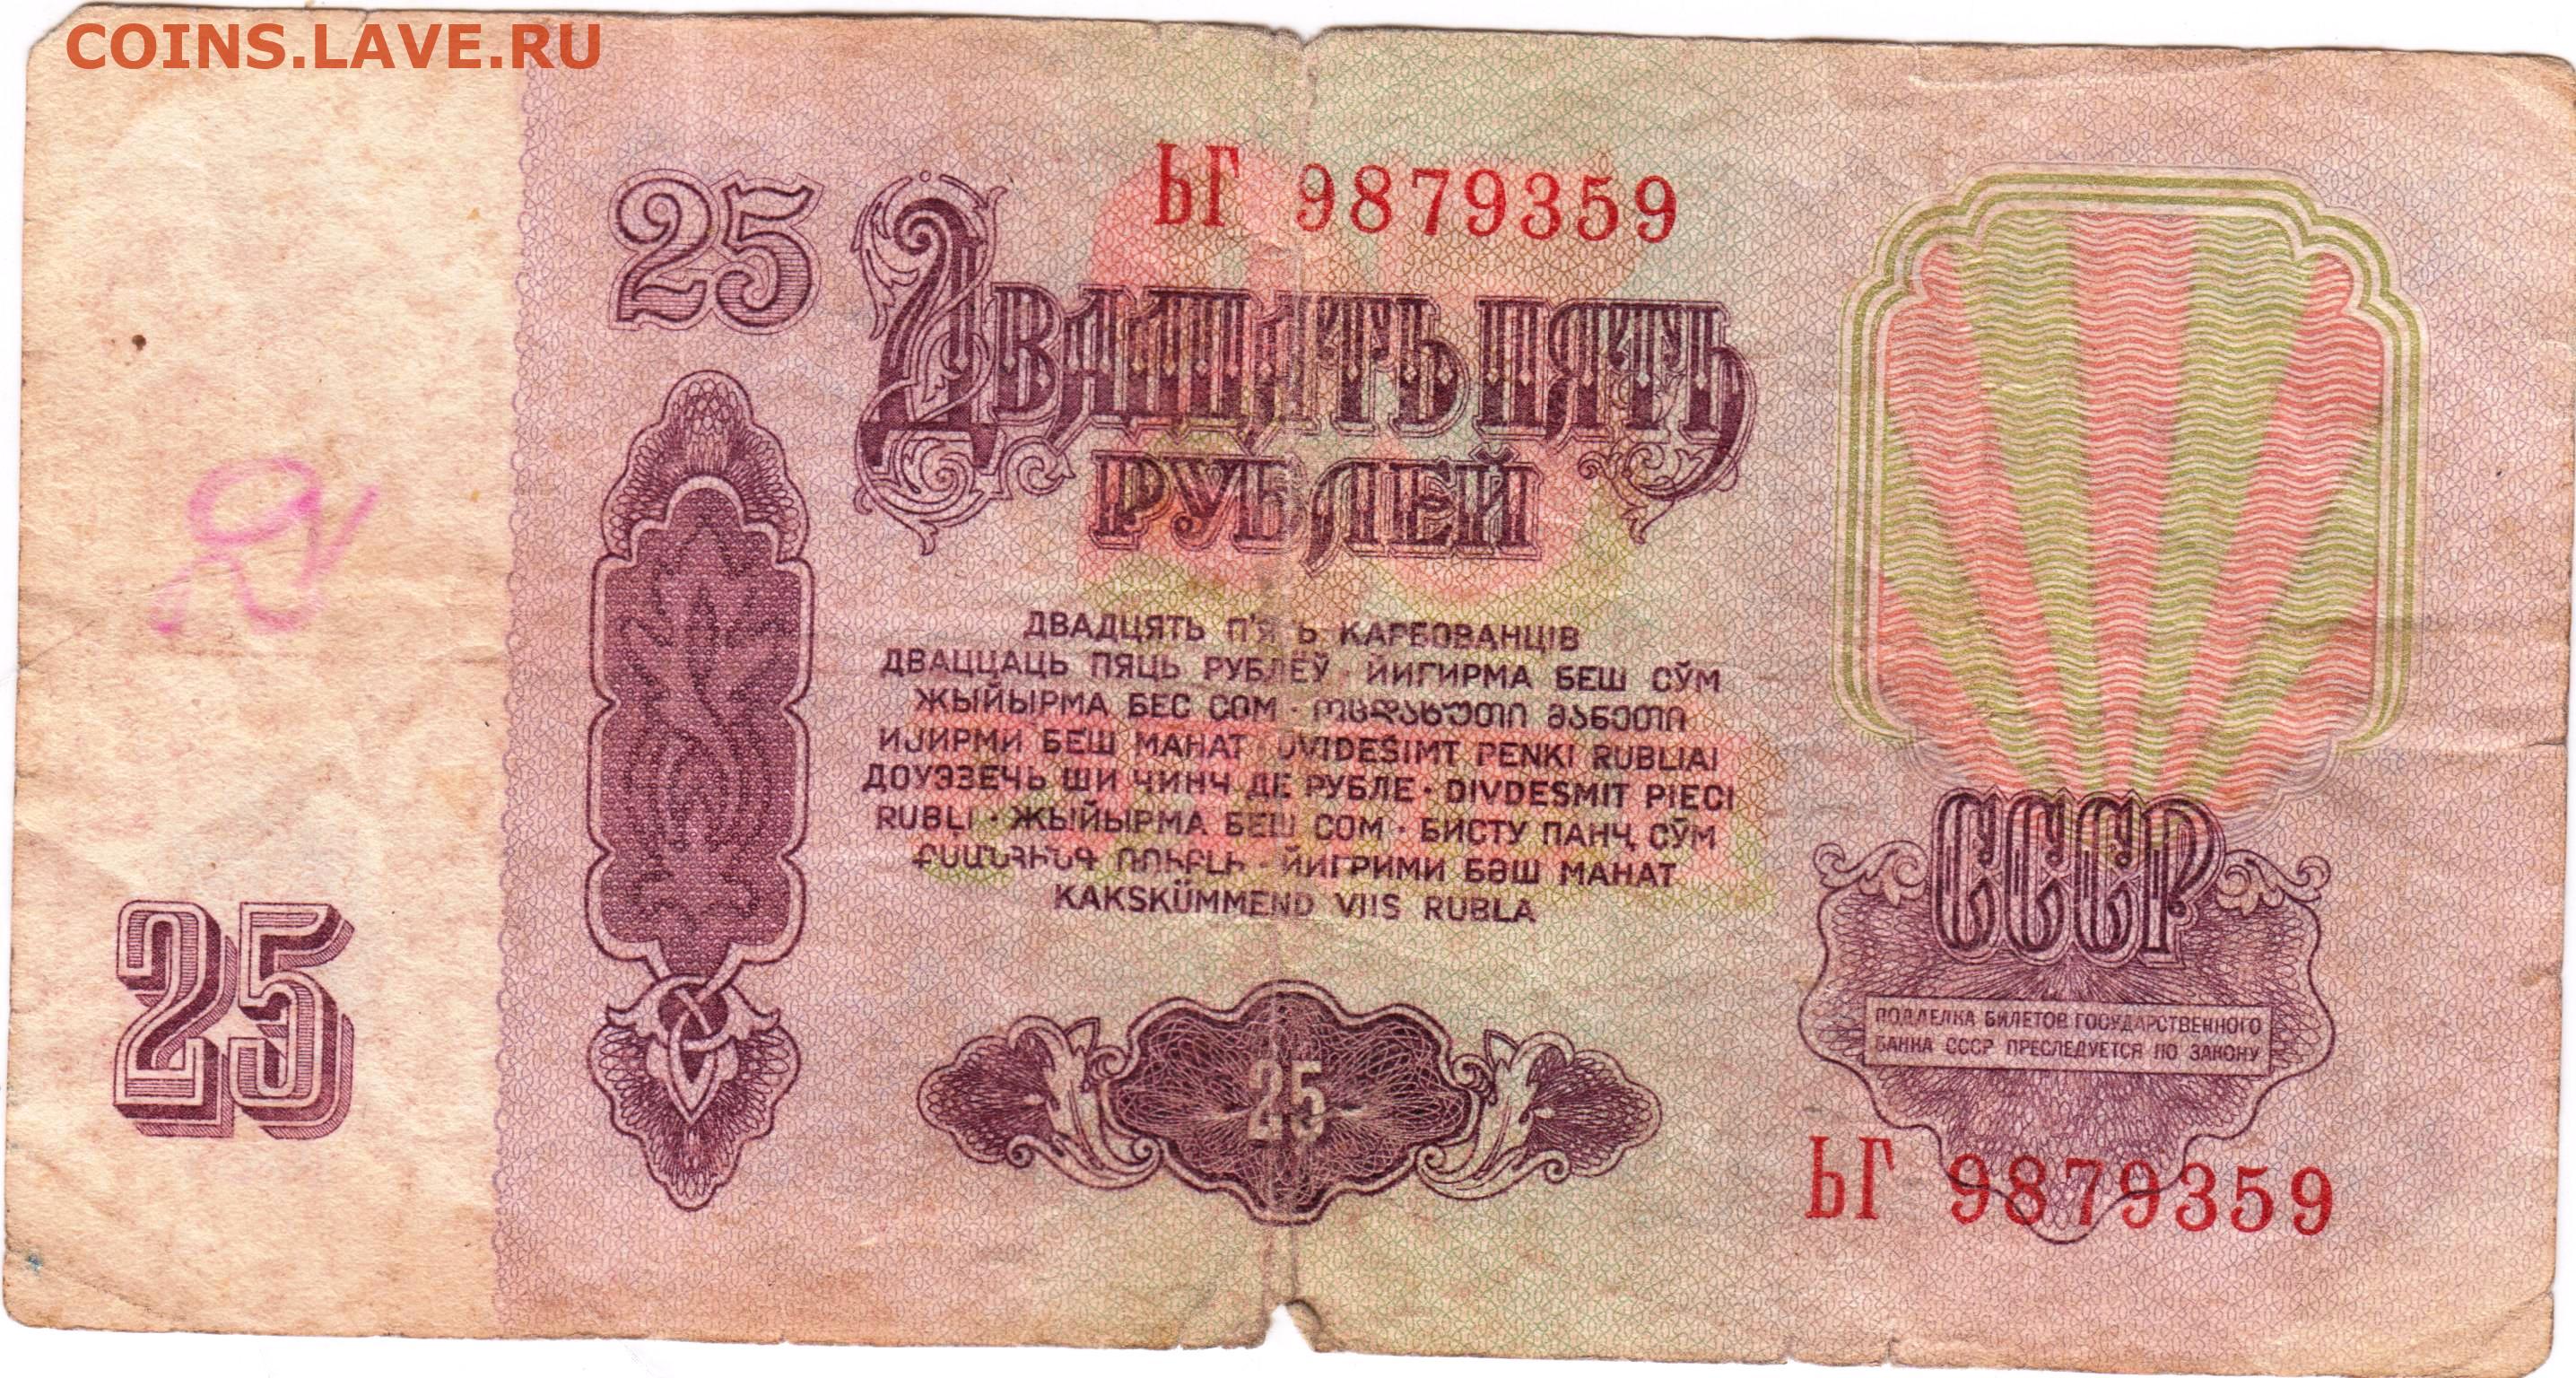 COINS.LAVE.RU
ЬГ 9879359
25
Двадцать пять
рублей
ДВАДЦЯТЬ П'ЯТЬ КАРБОВАНЦІВ
ДВАЦЦАЦЬ ПЯЦЬ РУБЛЁЎ · ЙИГИРМА БЕШ СЎМ
ЖЫЙЫРМА БЕС СОМ · ოცდახუთი მანეთი
ИЈИРМИ БЕШ МАНАТ · DVIDEŠIMT PENKI RUBLIAI
ДОУЭЗЕЧЬ ШИ ЧИНЧ ДЕ РУБЛЕ · DIVDESMIT PIECI
RUBLI · ЖЫЙЫРМА БЕШ СОМ · БИСТУ ПАНҶ СӮМ
ՔՍԱՆՀԻՆԳ ՌՈՒԲԼԻ · ЙИГРИМИ БӘШ МАНАТ
KAKSKÜMMEND VIIS RUBLA
25
25
СССР
ПОДДЕЛКА БИЛЕТОВ ГОСУДАРСТВЕННОГО
БАНКА СССР ПРЕСЛЕДУЕТСЯ ПО ЗАКОНУ
ЬГ 9879359